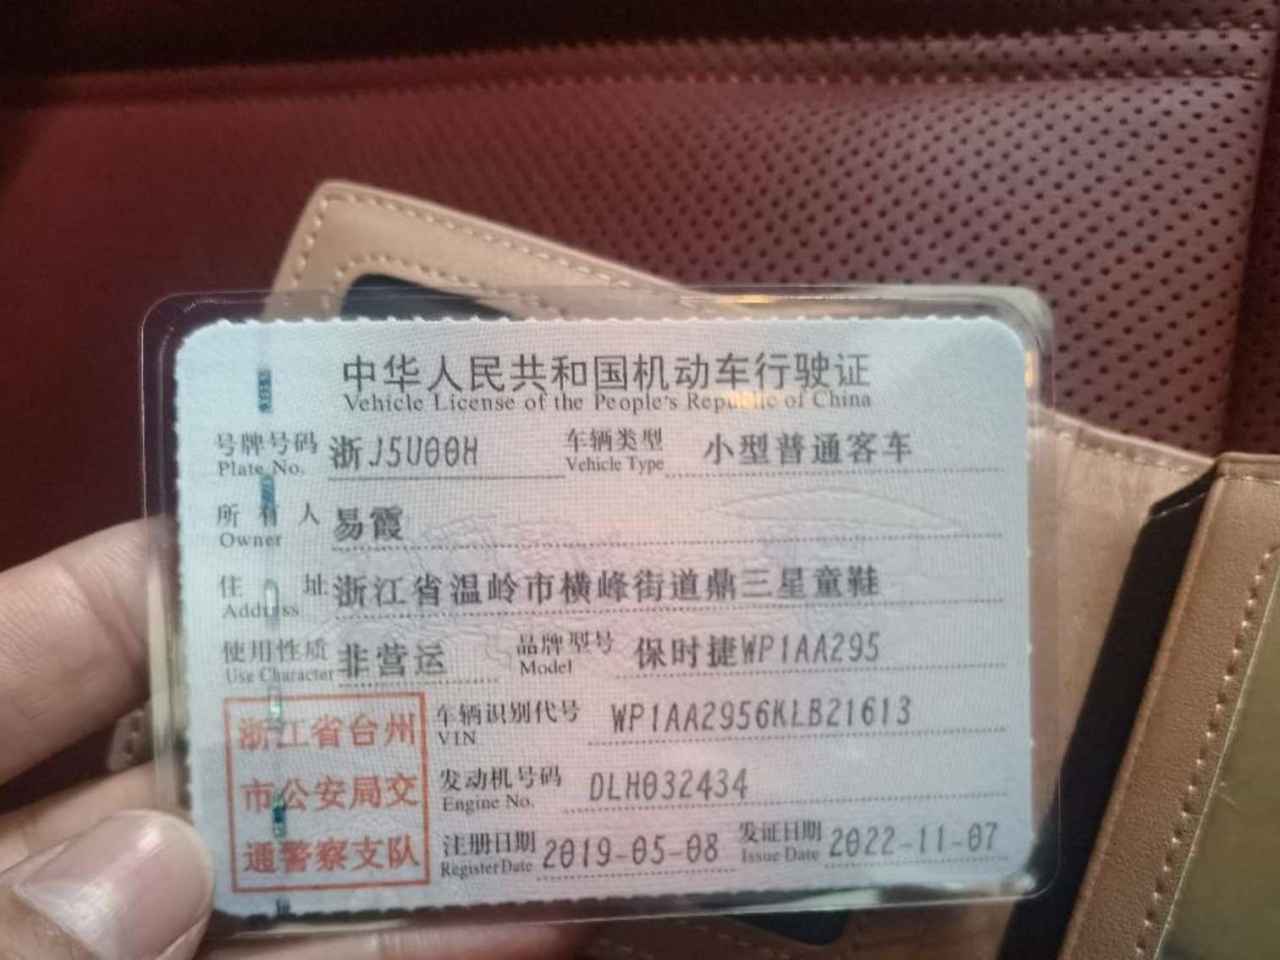 中华人民共和国机动车行驶证
Vehicle License of the People's Republic of China
号牌号码 浙J5U00H 车辆类型 小型普通客车
Plate No. Vehicle Type
所有人 易霞
Owner
住址 浙江省温岭市横峰街道鼎三星童鞋
Address
使用性质 非营运 品牌型号 保时捷WP1AA295
Use Character Model
浙江省台州
市公安局交
通警察支队
车辆识别代号 WP1AA2956KLB21613
VIN
发动机号码 DLH032434
Engine No.
注册日期 2019-05-08 发证日期 2022-11-07
Register Date Issue Date